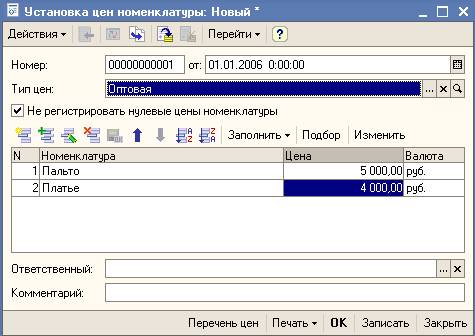 Установка цен номенклатуры: Новый *
Действия Перейти ?
Номер: 00000000001 от: 01.01.2006 0:00:00
Тип цен: Оптовая ... ×
Не регистрировать нулевые цены номенклатуры
Заполнить Подбор Изменить
N Номенклатура Цена Валюта
1 Пальто 5 000,00 руб.
2 Платье 4 000,00 руб.
Ответственный: ... ×
Комментарий:
Перечень цен Печать OK Записать Закрыть